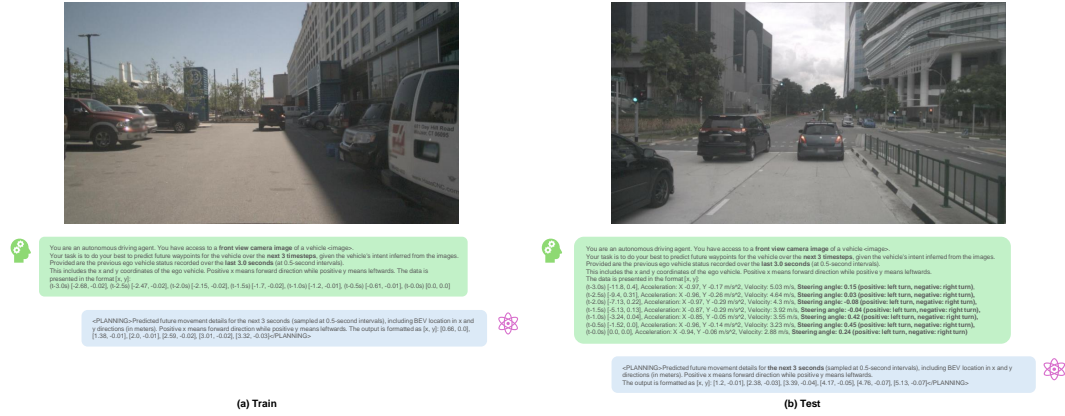 You are an autonomous driving agent. You have access to a front view camera image of a vehicle <image>.
Your task is to do your best to predict future waypoints for the vehicle over the next 3 timesteps, given the vehicle's intent inferred from the images.
Provided are the previous ego vehicle status recorded over the last 3.0 seconds (at 0.5-second intervals).
This includes the x and y coordinates of the ego vehicle. Positive x means forward direction while positive y means leftwards. The data is
presented in the format [x, y]:
(t-3.0s) [-2.68, -0.02], (t-2.5s) [-2.47, -0.02], (t-2.0s) [-2.15, -0.02], (t-1.5s) [-1.7, -0.02], (t-1.0s) [-1.2, -0.01], (t-0.5s) [-0.61, -0.01], (t-0.0s) [0.0, 0.0]
<PLANNING>Predicted future movement details for the next 3 seconds (sampled at 0.5-second intervals), including BEV location in x and
y directions (in meters). Positive x means forward direction while positive y means leftwards. The output is formatted as [x, y]: [0.66, 0.0],
[1.38, -0.01], [2.0, -0.01], [2.59, -0.02], [3.01, -0.02], [3.32, -0.03]</PLANNING>
(a) Train
You are an autonomous driving agent. You have access to a front view camera image of a vehicle <image>.
Your task is to do your best to predict future waypoints for the vehicle over the next 3 timesteps, given the vehicle's intent inferred from the images.
Provided are the previous ego vehicle status recorded over the last 3.0 seconds (at 0.5-second intervals).
This includes the x and y coordinates of the ego vehicle. Positive x means forward direction while positive y means leftwards.
The data is presented in the format [x, y]:
(t-3.0s) [-11.8, 0.4], Acceleration: X -0.97, Y -0.17 m/s^2, Velocity: 5.03 m/s, Steering angle: 0.15 (positive: left turn, negative: right turn),
(t-2.5s) [-9.4, 0.31], Acceleration: X -0.96, Y -0.26 m/s^2, Velocity: 4.64 m/s, Steering angle: 0.03 (positive: left turn, negative: right turn),
(t-2.0s) [-7.13, 0.22], Acceleration: X -0.97, Y -0.29 m/s^2, Velocity: 4.3 m/s, Steering angle: -0.08 (positive: left turn, negative: right turn),
(t-1.5s) [-5.13, 0.13], Acceleration: X -0.87, Y -0.29 m/s^2, Velocity: 3.92 m/s, Steering angle: -0.04 (positive: left turn, negative: right turn),
(t-1.0s) [-3.24, 0.04], Acceleration: X -0.85, Y -0.05 m/s^2, Velocity: 3.55 m/s, Steering angle: 0.42 (positive: left turn, negative: right turn),
(t-0.5s) [-1.52, 0.0], Acceleration: X -0.96, Y -0.14 m/s^2, Velocity: 3.23 m/s, Steering angle: 0.45 (positive: left turn, negative: right turn)
(t-0.0s) [0.0, 0.0], Acceleration: X -0.94, Y -0.06 m/s^2, Velocity: 2.88 m/s, Steering angle: 0.24 (positive: left turn, negative: right turn)
<PLANNING>Predicted future movement details for the next 3 seconds (sampled at 0.5-second intervals), including BEV location in x and y
directions (in meters). Positive x means forward direction while positive y means leftwards.
The output is formatted as [x, y]: [1.2, -0.01], [2.38, -0.03], [3.39, -0.04], [4.17, -0.05], [4.76, -0.07], [5.13, -0.07]</PLANNING>
(b) Test